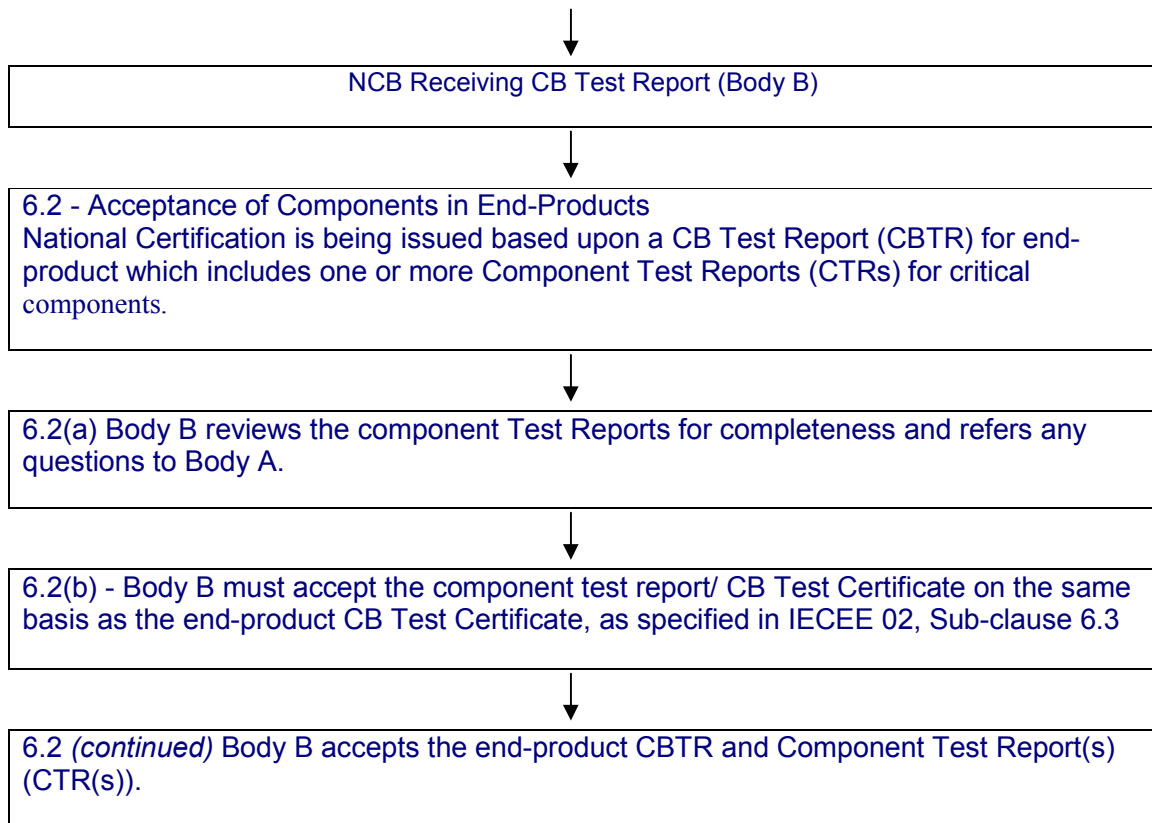 NCB Receiving CB Test Report (Body B)
6.2 - Acceptance of Components in End-Products
National Certification is being issued based upon a CB Test Report (CBTR) for end-
product which includes one or more Component Test Reports (CTRs) for critical
components.
6.2(a) Body B reviews the component Test Reports for completeness and refers any
questions to Body A.
6.2(b) - Body B must accept the component test report/ CB Test Certificate on the same
basis as the end-product CB Test Certificate, as specified in IECEE 02, Sub-clause 6.3
6.2 (continued) Body B accepts the end-product CBTR and Component Test Report(s)
(CTR(s)).